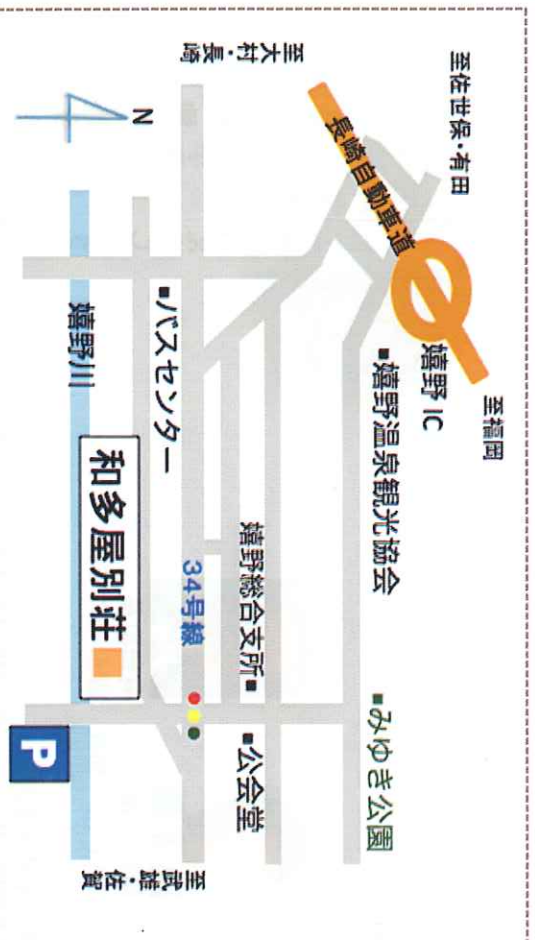 至佐世保・有田
至福岡
至大村・長崎
長崎自動車道
嬉野 IC
■嬉野温泉観光協会
■みゆき公園
N
■バスセンター
嬉野総合支所■
34号線
■公会堂
嬉野川
和多屋別荘■
P
至武雄・佐賀